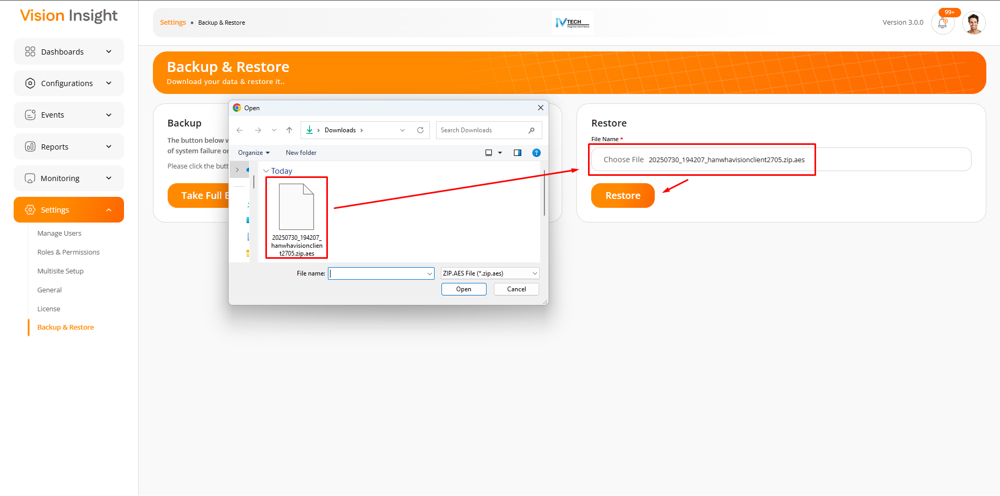 Vision Insight
Dashboards
Configurations
Events
Reports
Monitoring
Settings
Manage Users
Roles & Permissions
Multisite Setup
General
License
Backup & Restore
Settings • Backup & Restore
IV TECH
Version 3.0.0
99+
Backup & Restore
Download your data & restore it..
Backup
The button below
of system failure or
Please click the butt
Take Full
Open
Downloads
Search Downloads
Organize
New folder
Today
20250730_194207_
hanwhavisionclien
t2705.zip.aes
File name:
ZIP.AES File (*.zip.aes)
Open
Cancel
Restore
File Name *
Choose File 20250730_194207_hanwhavisionclient2705.zip.aes
Restore